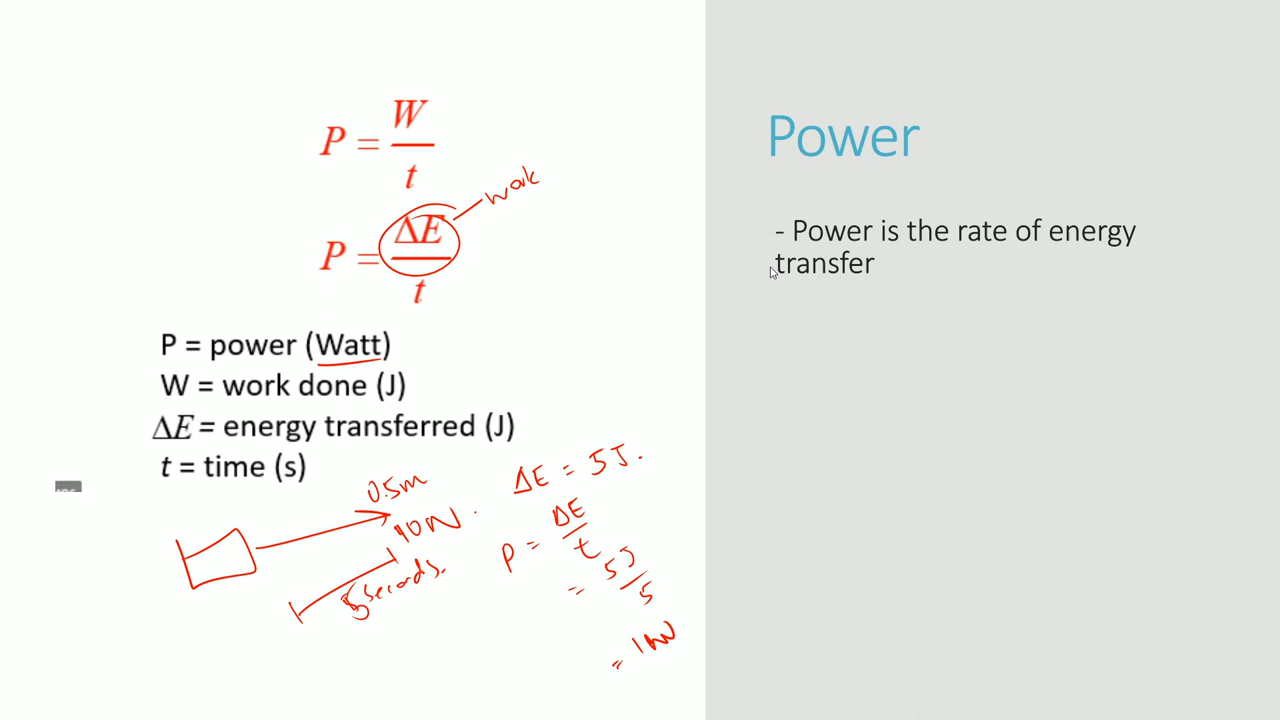 P = W/t
P = ΔE/t
work
P = power (Watt)
W = work done (J)
ΔE = energy transferred (J)
t = time (s)
0.5m
10N.
5 seconds.
ΔE = 5J.
P = ΔE/t
= 5J/5
= 1W
Power
- Power is the rate of energy
transfer